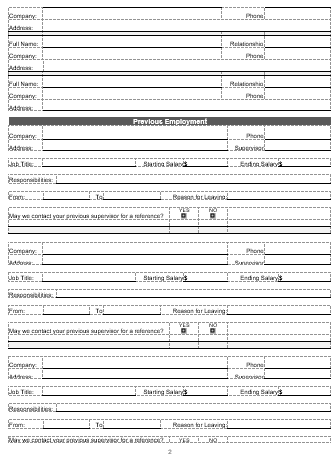 Company: Phone:
Address:
Full Name: Relationship:
Company: Phone:
Address:
Full Name: Relationship:
Company: Phone:
Address:
Previous Employment
Company: Phone:
Address: Supervisor:
Job Title: Starting Salary:$ Ending Salary:$
Responsibilities:
From: To: Reason for Leaving:
YES NO
May we contact your previous supervisor for a reference?
Company: Phone:
Address: Supervisor:
Job Title: Starting Salary:$ Ending Salary:$
Responsibilities:
From: To: Reason for Leaving:
YES NO
May we contact your previous supervisor for a reference?
Company: Phone:
Address: Supervisor:
Job Title: Starting Salary:$ Ending Salary:$
Responsibilities:
From: To: Reason for Leaving:
May we contact your previous supervisor for a reference? YES NO
2